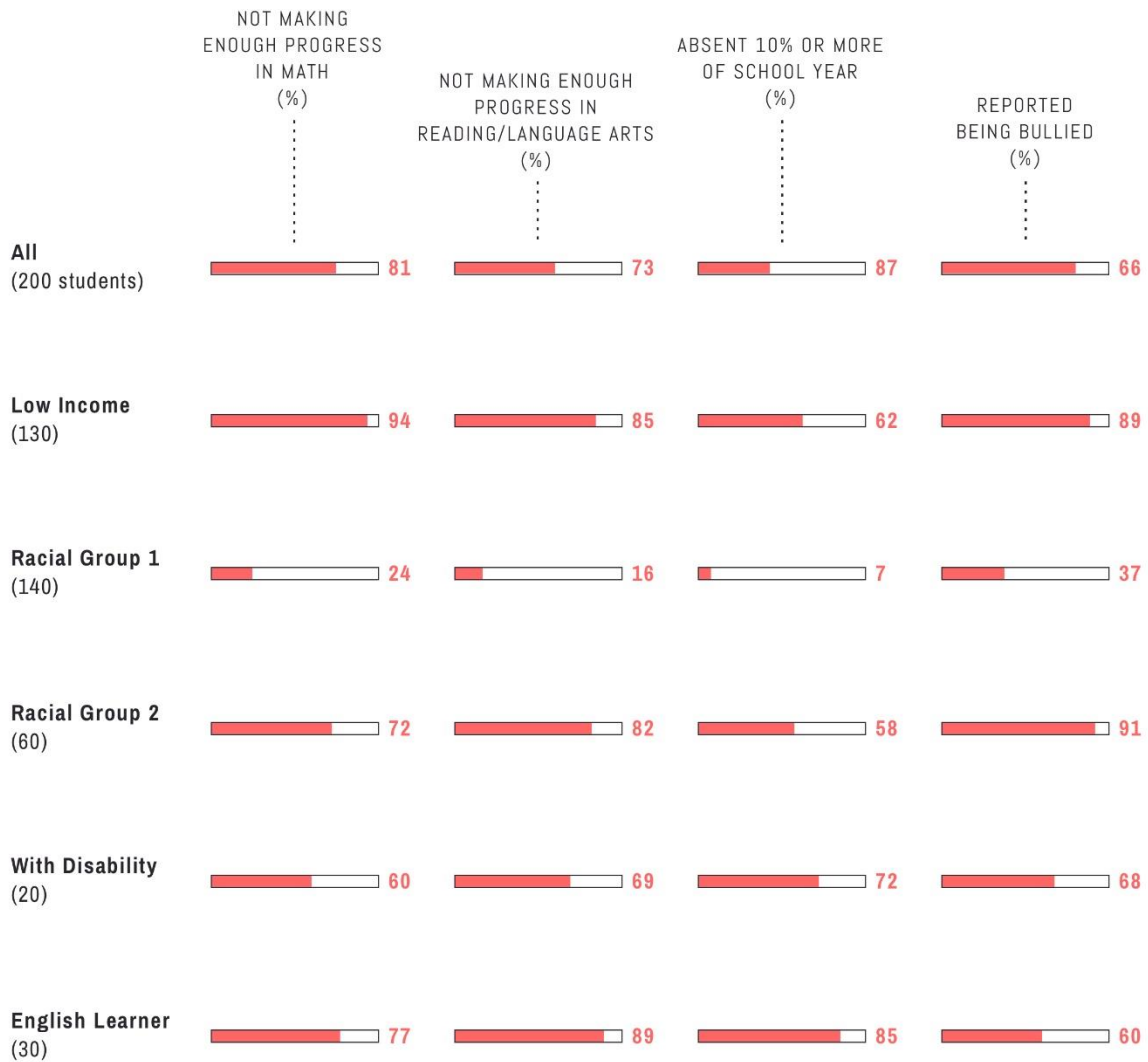 NOT MAKING
ENOUGH PROGRESS
IN MATH
(%)
NOT MAKING ENOUGH
PROGRESS IN
READING/LANGUAGE ARTS
(%)
ABSENT 10% OR MORE
OF SCHOOL YEAR
(%)
REPORTED
BEING BULLIED
(%)
All
(200 students)
81 73 87 66
Low Income
(130)
94 85 62 89
Racial Group 1
(140)
24 16 7 37
Racial Group 2
(60)
72 82 58 91
With Disability
(20)
60 69 72 68
English Learner
(30)
77 89 85 60